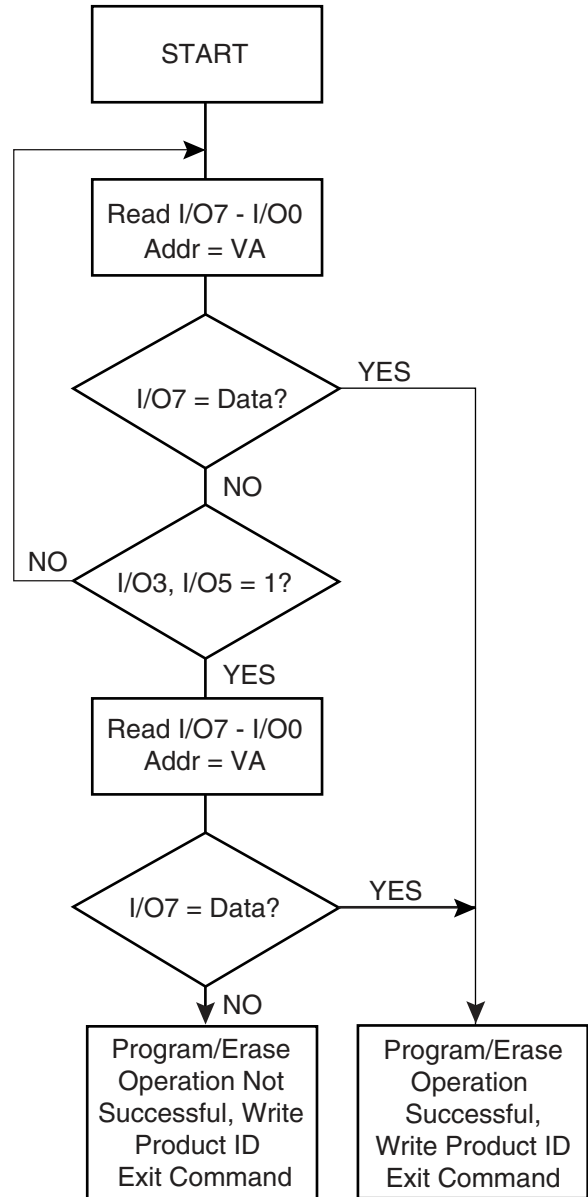 START
Read I/O7 - I/O0
Addr = VA
I/O7 = Data?
YES
NO
NO
I/O3, I/O5 = 1?
YES
Read I/O7 - I/O0
Addr = VA
I/O7 = Data?
YES
NO
Program/Erase
Operation Not
Successful, Write
Product ID
Exit Command
Program/Erase
Operation
Successful,
Write Product ID
Exit Command